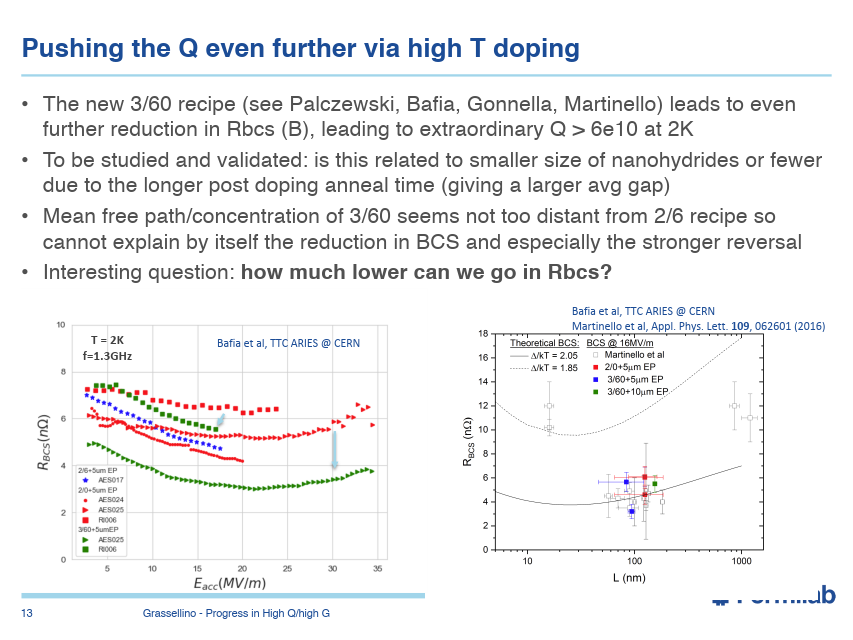 Pushing the Q even further via high T doping
• The new 3/60 recipe (see Palczewski, Bafia, Gonnella, Martinello) leads to even
further reduction in Rbcs (B), leading to extraordinary Q > 6e10 at 2K
• To be studied and validated: is this related to smaller size of nanohydrides or fewer
due to the longer post doping anneal time (giving a larger avg gap)
• Mean free path/concentration of 3/60 seems not too distant from 2/6 recipe so
cannot explain by itself the reduction in BCS and especially the stronger reversal
• Interesting question: how much lower can we go in Rbcs?
T = 2K
f=1.3GHz
Bafia et al, TTC ARIES @ CERN
10
8
6
4
2
0
R_BCS(nΩ)
2/6+5um EP
AES017
2/0+5um EP
AES024
AES025
RI006
3/60+5umEP
AES025
RI006
5 10 15 20 25 30 35
E_acc(MV/m)
Bafia et al, TTC ARIES @ CERN
Martinello et al, Appl. Phys. Lett. 109, 062601 (2016)
18
16
14
12
10
8
6
4
2
0
R_BCS (nΩ)
Theoretical BCS: BCS @ 16MV/m
Δ/kT = 2.05 Martinello et al
Δ/kT = 1.85 2/0+5μm EP
3/60+5μm EP
3/60+10μm EP
10 100 1000
L (nm)
13 Grassellino - Progress in High Q/high G